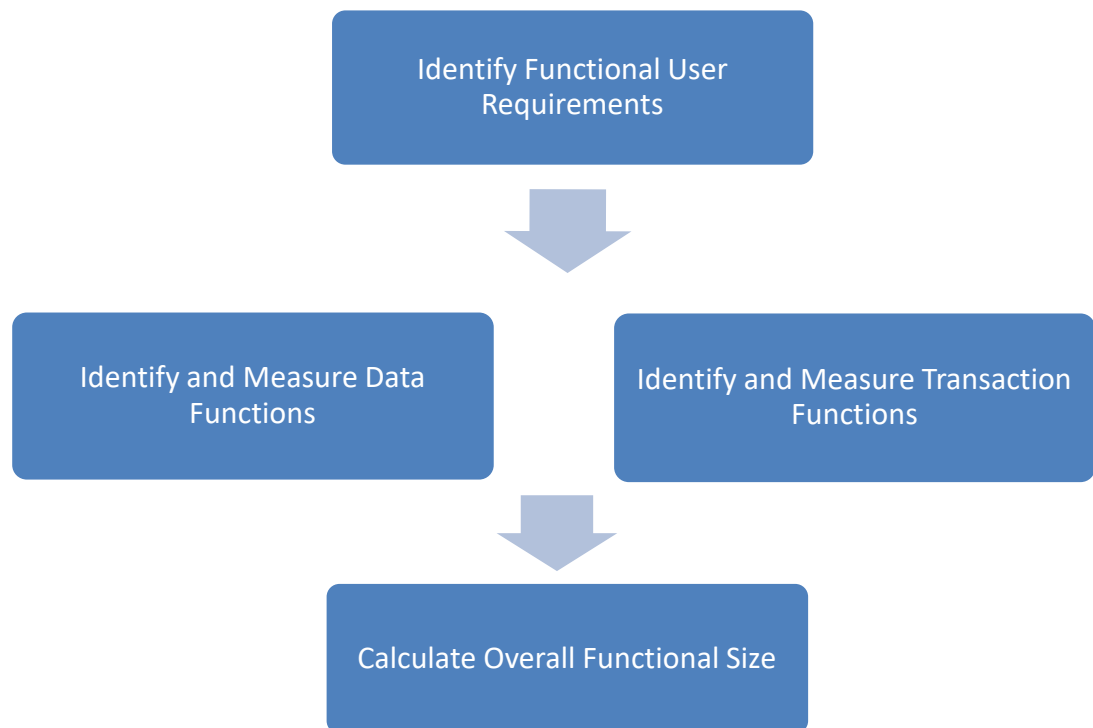 Identify Functional User
Requirements
Identify and Measure Data
Functions
Identify and Measure Transaction
Functions
Calculate Overall Functional Size